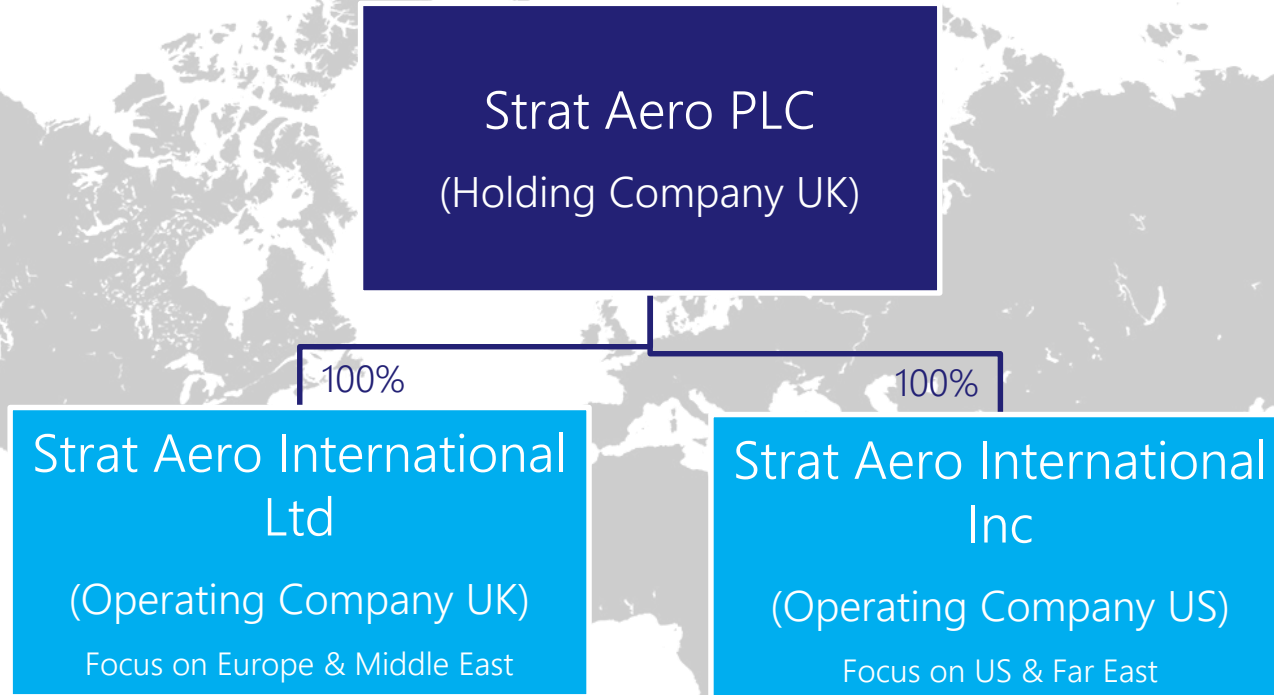 Strat Aero PLC
(Holding Company UK)
100%
100%
Strat Aero International
Ltd
(Operating Company UK)
Focus on Europe & Middle East
Strat Aero International
Inc
(Operating Company US)
Focus on US & Far East